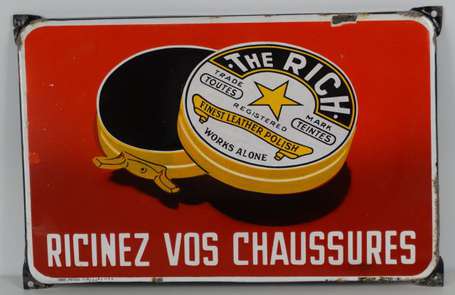 THE RICH
TRADE MARK
TOUTES TEINTES
REGISTERED
FINEST LEATHER POLISH
WORKS ALONE
RICINEZ VOS CHAUSSURES